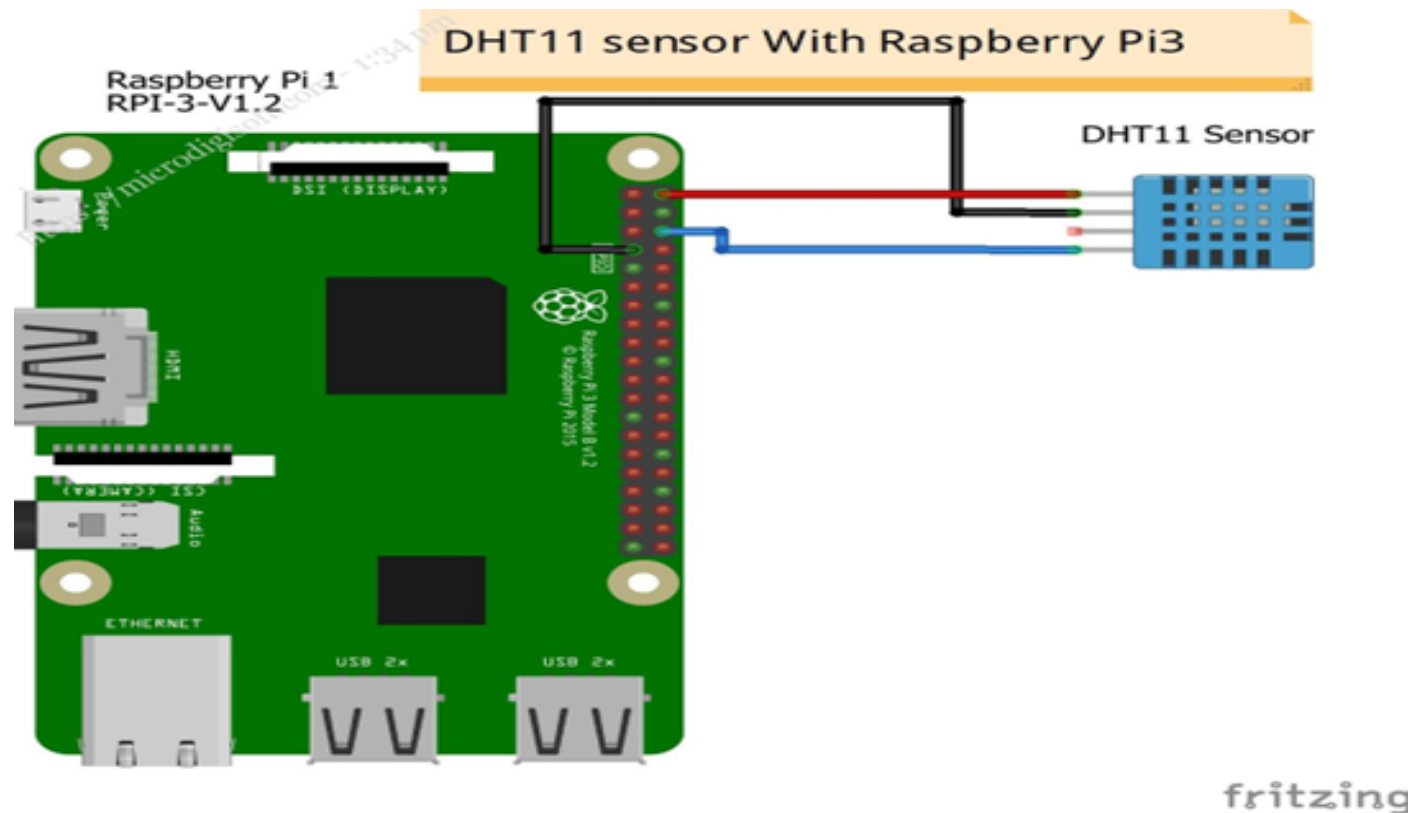 DHT11 sensor With Raspberry Pi3
Raspberry Pi 1
RPI-3-V1.2
DHT11 Sensor
DSI (DISPLAY)
Power
HDMI
Raspberry Pi 3 Model B v1.2
© Raspberry Pi 2015
CSI (CAMERA)
Audio
ETHERNET
USB 2x
USB 2x
fritzing